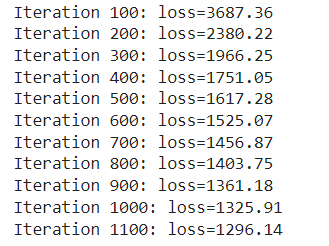 Iteration 100: loss=3687.36
Iteration 200: loss=2380.22
Iteration 300: loss=1966.25
Iteration 400: loss=1751.05
Iteration 500: loss=1617.28
Iteration 600: loss=1525.07
Iteration 700: loss=1456.87
Iteration 800: loss=1403.75
Iteration 900: loss=1361.18
Iteration 1000: loss=1325.91
Iteration 1100: loss=1296.14